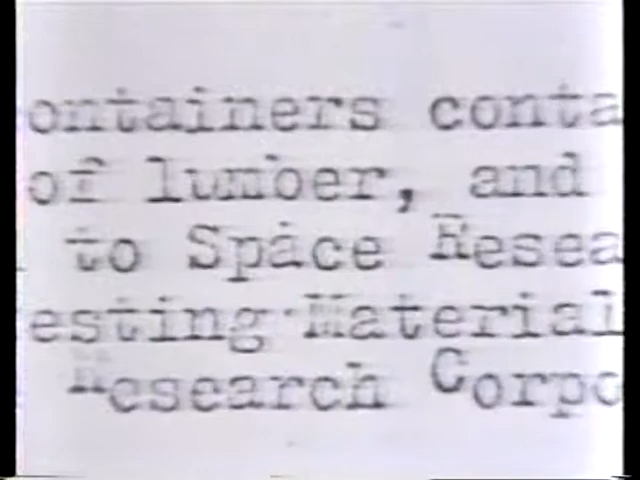 ontainers conta
of lumber, and
to Space Resea
esting Material
Research Corpo